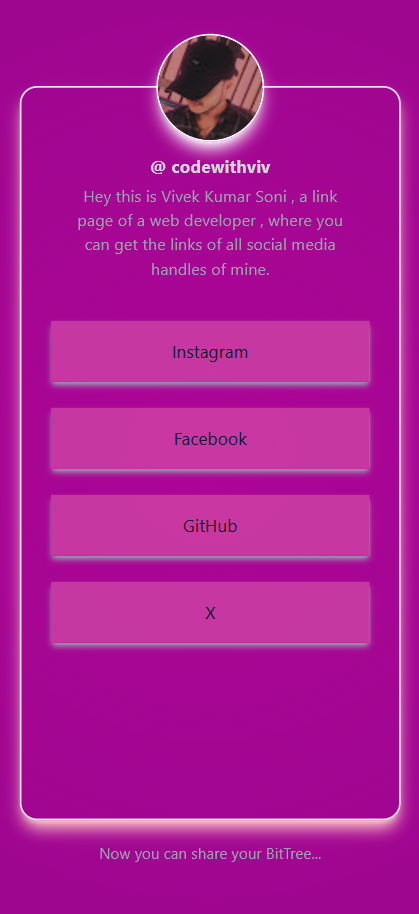 @ codewithviv
Hey this is Vivek Kumar Soni , a link
page of a web developer , where you
can get the links of all social media
handles of mine.
Instagram
Facebook
GitHub
X
Now you can share your BitTree...